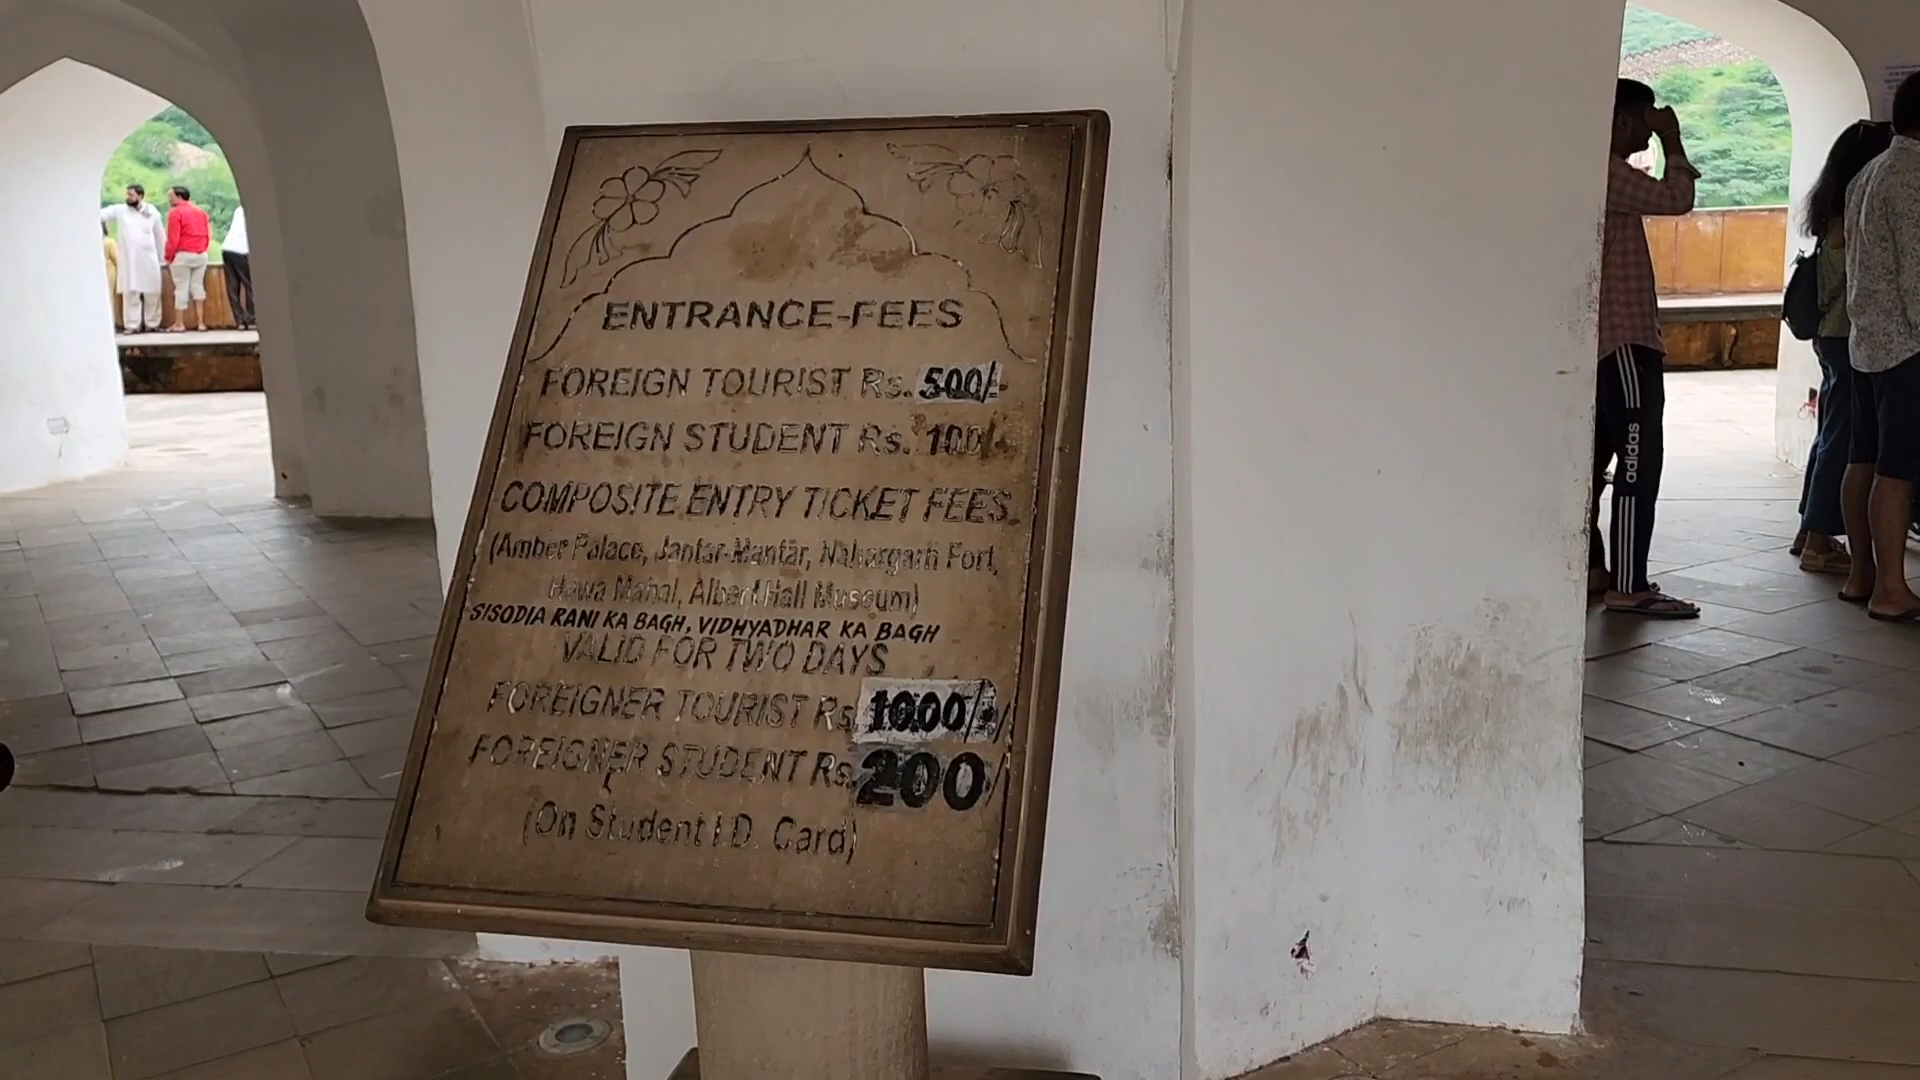 ENTRANCE-FEES
FOREIGN TOURIST Rs. 500/-
FOREIGN STUDENT Rs. 100/-
COMPOSITE ENTRY TICKET FEES
(Amber Palace, Jantar-Mantar, Nahargarh Fort,
Hawa Mahal, Albert Hall Museum)
SISODIA RANI KA BAGH, VIDHYADHAR KA BAGH
VALID FOR TWO DAYS
FOREIGNER TOURIST Rs. 1000/-
FOREIGNER STUDENT Rs. 200/
(On Student I.D. Card)
adidas